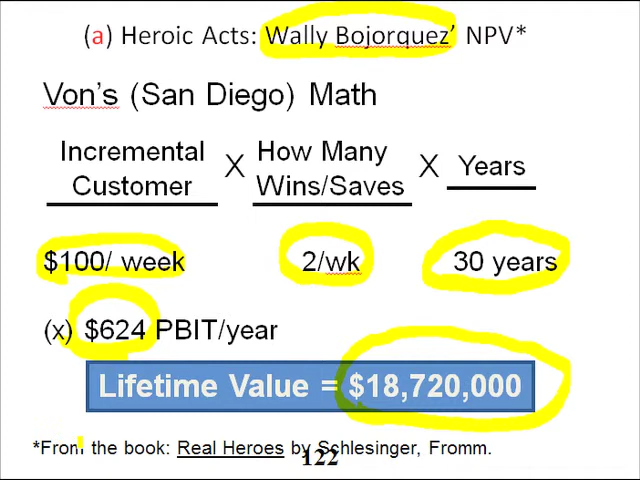 (a) Heroic Acts: Wally Bojorquez’ NPV*
Von’s (San Diego) Math
Incremental Customer X How Many Wins/Saves X Years
$100/ week 2/wk 30 years
(x) $624 PBIT/year
Lifetime Value = $18,720,000
*From the book: Real Heroes by Schlesinger, Fromm.
122